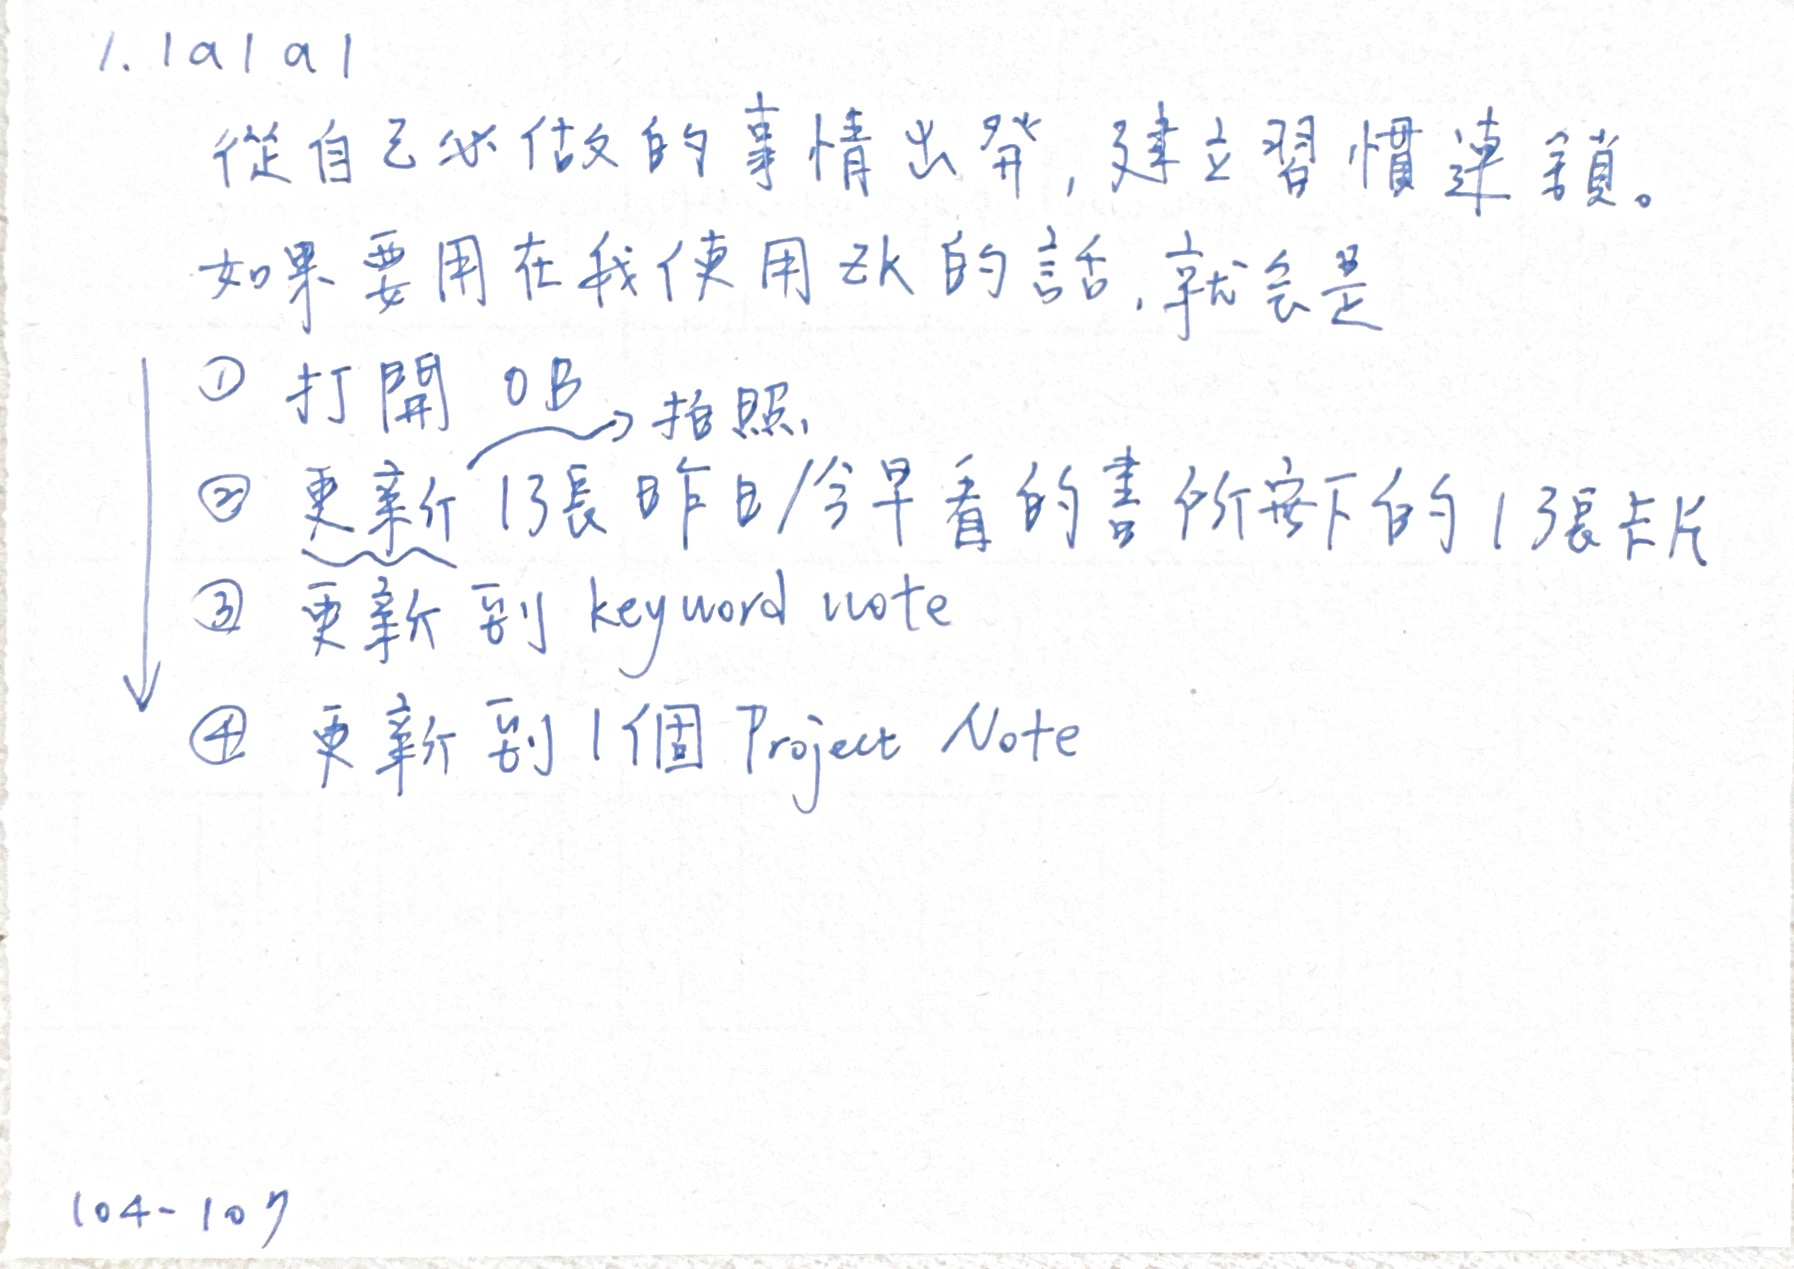 1.1a1a1
從自己必做的事情出發,建立習慣連鎖。
如果要用在我使用ZK的話,就会是
① 打開 OB
→ 拍照,
② 更新 1張昨日/今早看的書所寫下的1張卡片
③ 更新到 keyword note
④ 更新到1個 Project Note
104-107